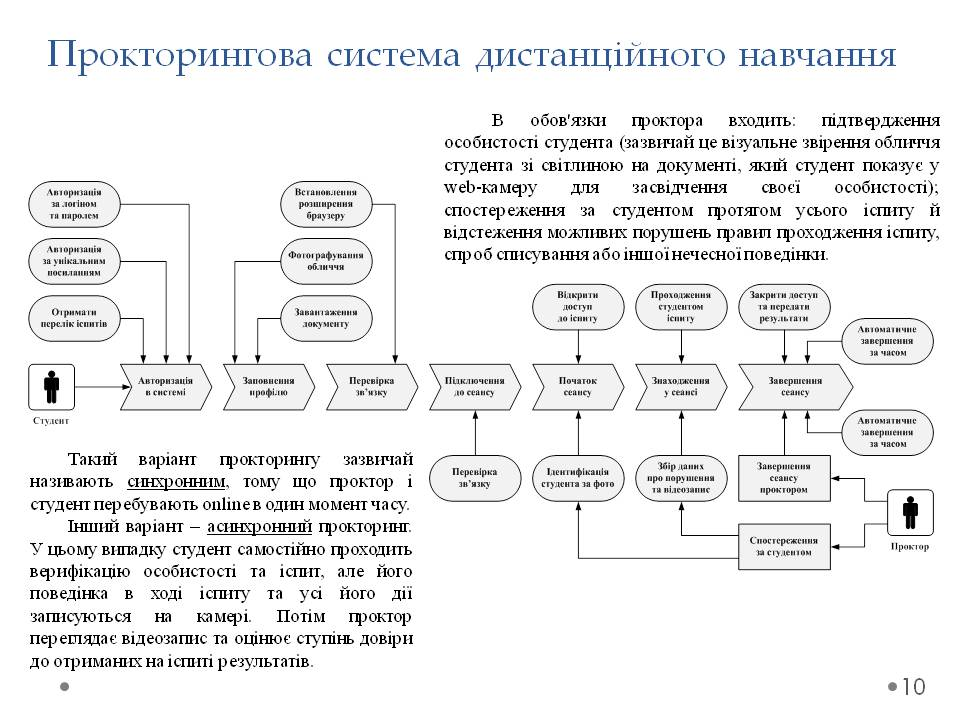 Прокторингова система дистанційного навчання
В обов'язки проктора входить: підтвердження
особистості студента (зазвичай це візуальне звірення обличчя
студента зі світлиною на документі, який студент показує у
web-камеру для засвідчення своєї особистості);
спостереження за студентом протягом усього іспиту й
відстеження можливих порушень правил проходження іспиту,
спроб списування або іншої нечесної поведінки.
Авторизація
за логіном
та паролем
Встановлення
розширення
браузеру
Авторизація
за унікальним
посиланням
Фотографування
обличчя
Отримати
перелік іспитів
Завантаження
документу
Відкрити
доступ
до іспиту
Проходження
студентом
іспиту
Закрити доступ
та передати
результати
Автоматичне
завершення
за часом
Студент
Авторизація
в системі
Заповнення
профілю
Перевірка
зв’язку
Підключення
до сеансу
Початок
сеансу
Знаходження
у сеансі
Завершення
сеансу
Автоматичне
завершення
за часом
Перевірка
зв’язку
Ідентифікація
студента за фото
Збір даних
про порушення
та відеозапис
Завершення
сеансу
проктором
Спостереження
за студентом
Проктор
Такий варіант прокторингу зазвичай
називають синхронним, тому що проктор і
студент перебувають online в один момент часу.
Інший варіант – асинхронний прокторинг.
У цьому випадку студент самостійно проходить
верифікацію особистості та іспит, але його
поведінка в ході іспиту та усі його дії
записуються на камері. Потім проктор
переглядає відеозапис та оцінює ступінь довіри
до отриманих на іспиті результатів.
10